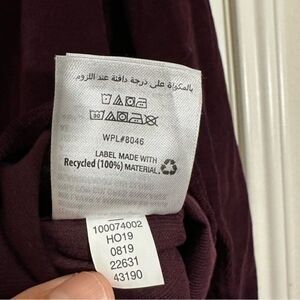 بالمكواة على درجة دافئة عند اللزوم.
WPL#8046
LABEL MADE WITH
Recycled (100%) MATERIAL.
100074002
HO19
0819
22631
43190